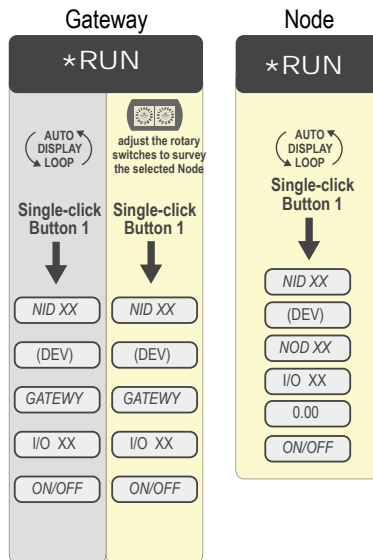 Gateway
*RUN
AUTO
DISPLAY
LOOP
Single-click
Button 1
NID XX
(DEV)
GATEWY
I/O XX
ON/OFF
adjust the rotary
switches to survey
the selected Node
Single-click
Button 1
NID XX
(DEV)
GATEWY
I/O XX
ON/OFF
Node
*RUN
AUTO
DISPLAY
LOOP
Single-click
Button 1
NID XX
(DEV)
NOD XX
I/O XX
0.00
ON/OFF